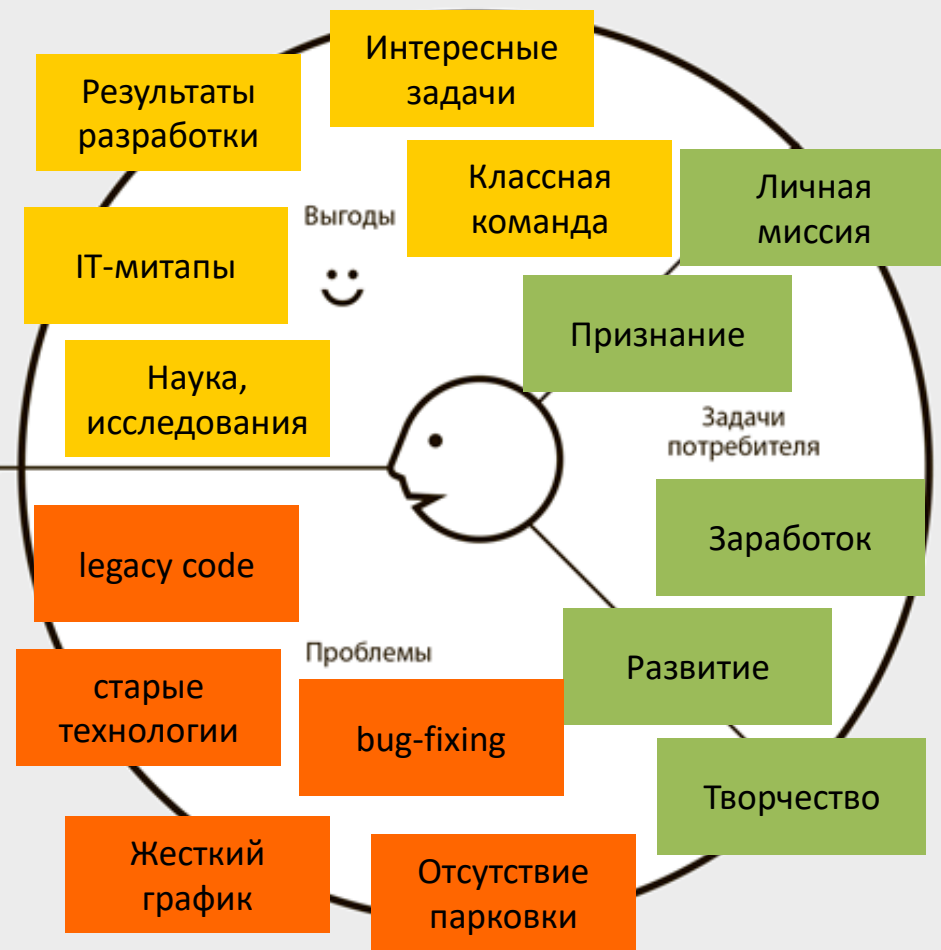 Интересные
задачи
Результаты
разработки
Классная
команда
Личная
миссия
Выгоды
IT-митапы
Признание
Наука,
исследования
Задачи
потребителя
legacy code
Заработок
Проблемы
Развитие
старые
технологии
bug-fixing
Творчество
Жесткий
график
Отсутствие
парковки